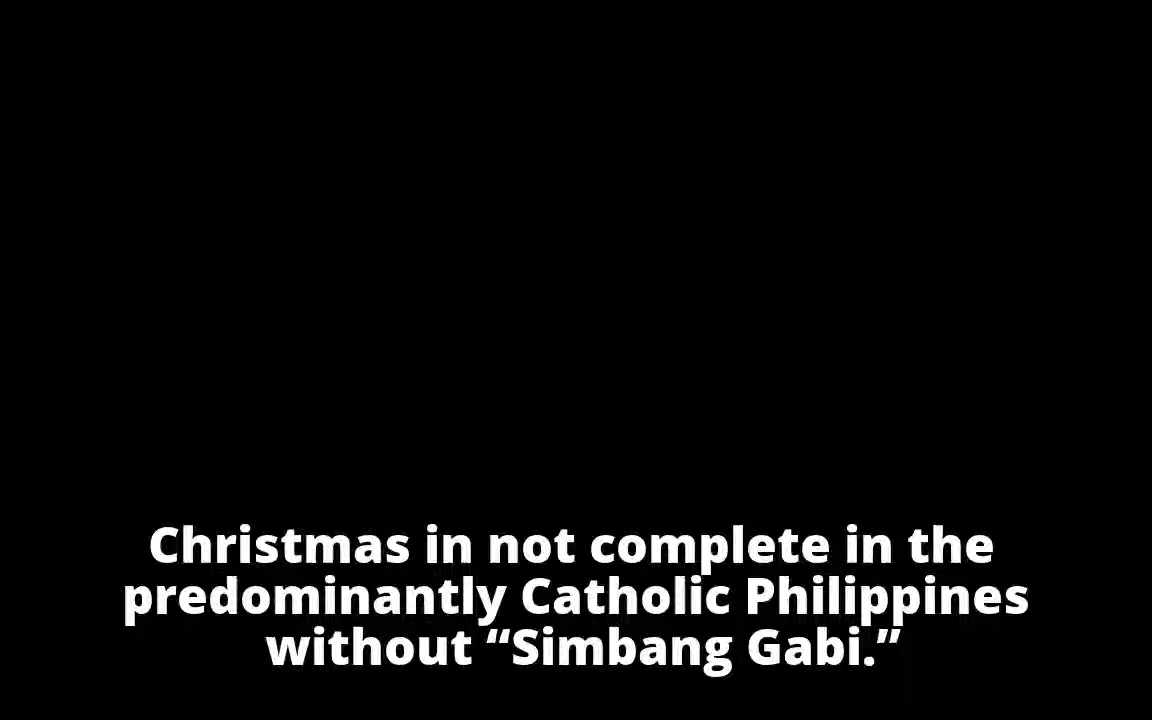 Christmas in not complete in the
predominantly Catholic Philippines
without “Simbang Gabi.”